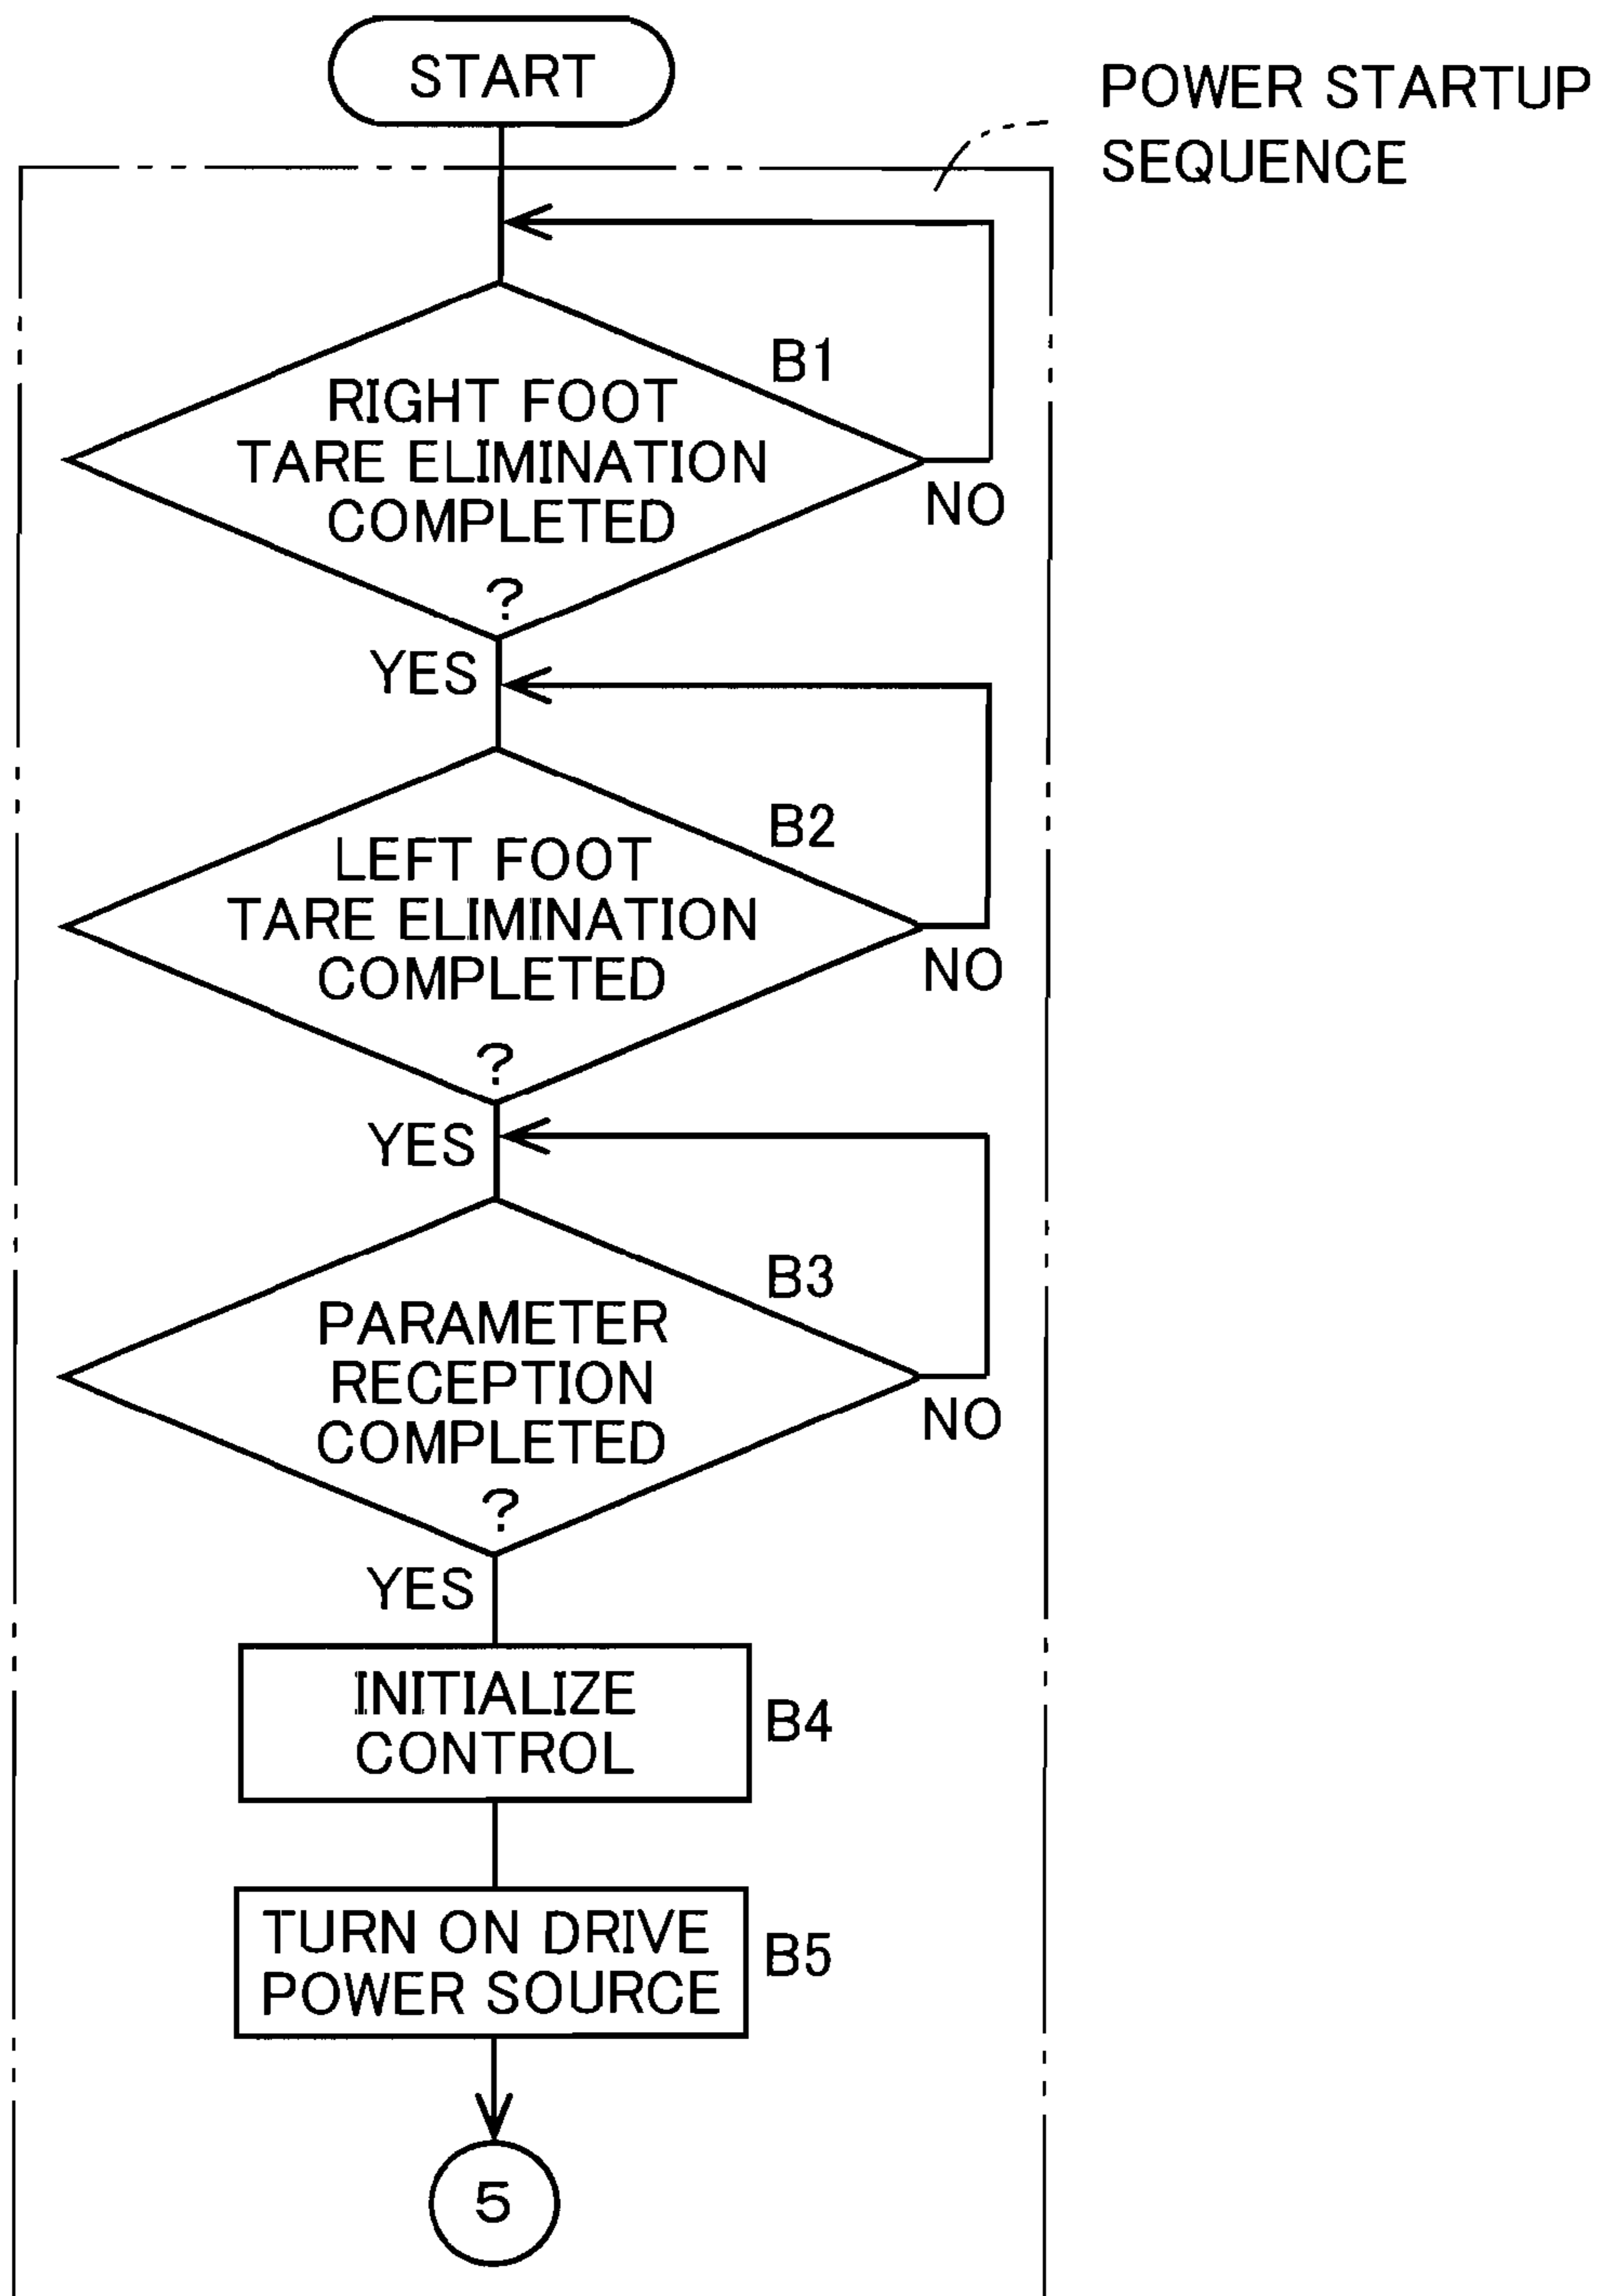 START
POWER STARTUP
SEQUENCE
B1
RIGHT FOOT
TARE ELIMINATION
COMPLETED
?
NO
YES
B2
LEFT FOOT
TARE ELIMINATION
COMPLETED
?
NO
YES
B3
PARAMETER
RECEPTION
COMPLETED
?
NO
YES
INITIALIZE
CONTROL
B4
TURN ON DRIVE
POWER SOURCE
B5
5